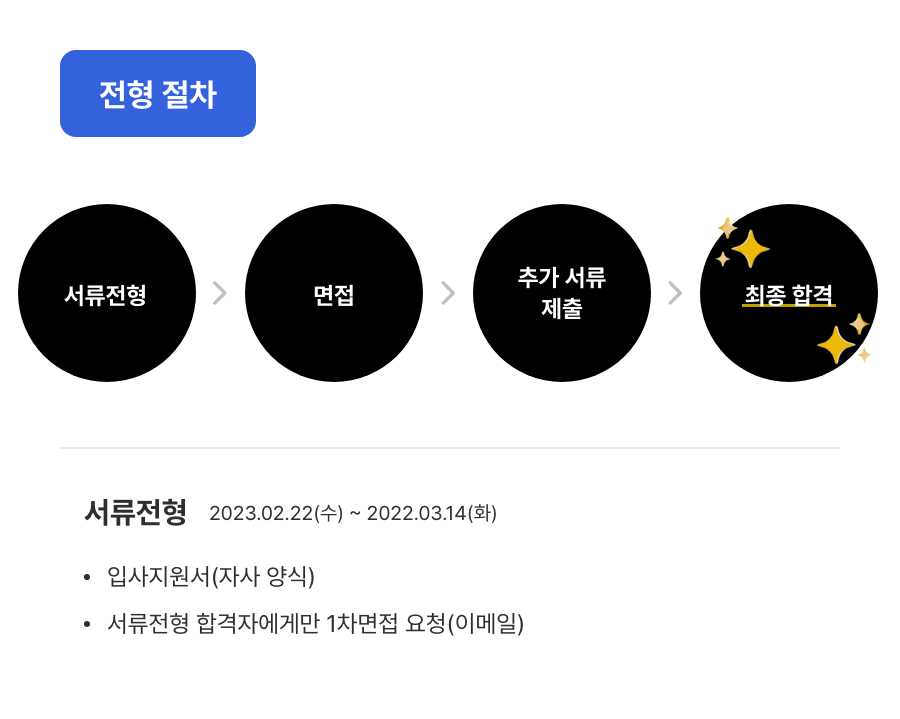 전형 절차
서류전형
면접
추가 서류
제출
최종 합격
서류전형 2023.02.22(수) ~ 2022.03.14(화)
• 입사지원서(자사 양식)
• 서류전형 합격자에게만 1차면접 요청(이메일)